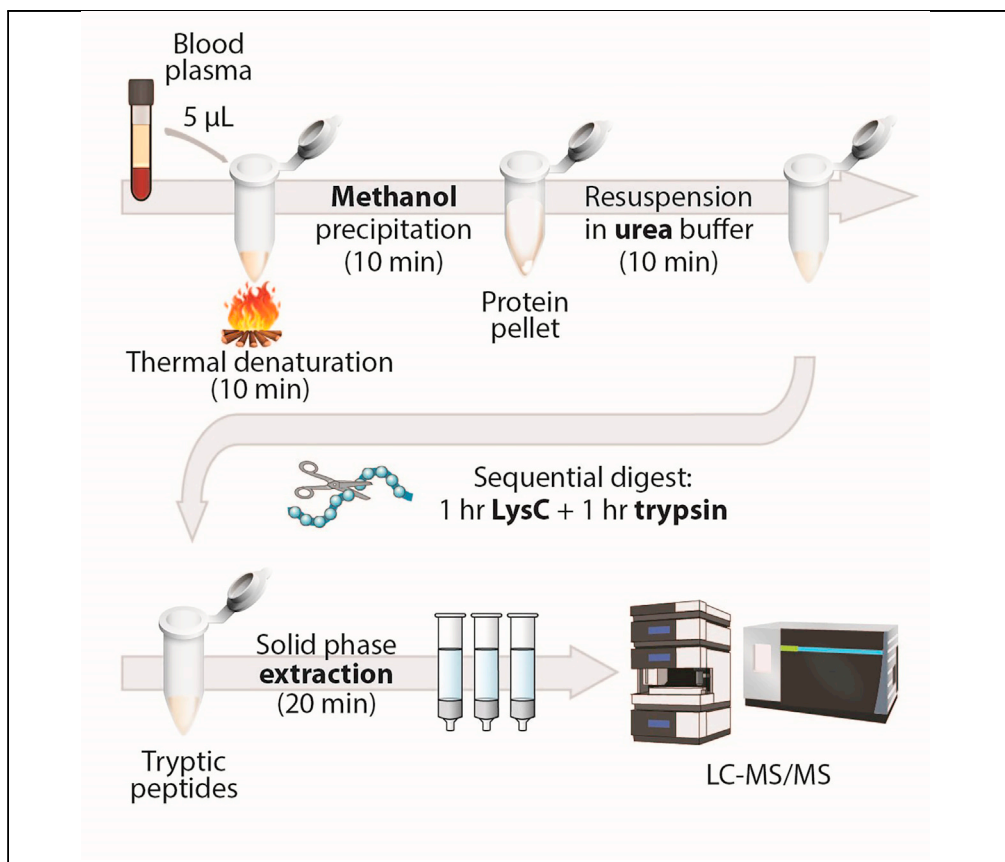 Blood
plasma
5 µL
Methanol
precipitation
(10 min)
Resuspension
in urea buffer
(10 min)
Protein
pellet
Thermal denaturation
(10 min)
Sequential digest:
1 hr LysC + 1 hr trypsin
Solid phase
extraction
(20 min)
Tryptic
peptides
LC-MS/MS